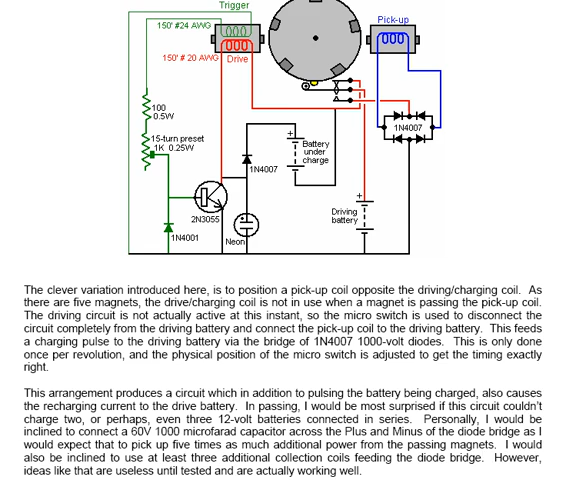 Trigger
150' #24 AWG
Pick-up
150' # 20 AWG
Drive
100
0.5W
1N4007
15-turn preset
1K 0.25W
+
Battery
under
charge
1N4007
+
2N3055
Driving
battery
1N4001
Neon
The clever variation introduced here, is to position a pick-up coil opposite the driving/charging coil. As
there are five magnets, the drive/charging coil is not in use when a magnet is passing the pick-up coil.
The driving circuit is not actually active at this instant, so the micro switch is used to disconnect the
circuit completely from the driving battery and connect the pick-up coil to the driving battery. This feeds
a charging pulse to the driving battery via the bridge of 1N4007 1000-volt diodes. This is only done
once per revolution, and the physical position of the micro switch is adjusted to get the timing exactly
right.
This arrangement produces a circuit which in addition to pulsing the battery being charged, also causes
the recharging current to the drive battery. In passing, I would be most surprised if this circuit couldn't
charge two, or perhaps, even three 12-volt batteries connected in series. Personally, I would be
inclined to connect a 60V 1000 microfarad capacitor across the Plus and Minus of the diode bridge as I
would expect that to pick up five times as much additional power from the passing magnets. I would
also be inclined to use at least three additional collection coils feeding the diode bridge. However,
ideas like that are useless until tested and are actually working well.